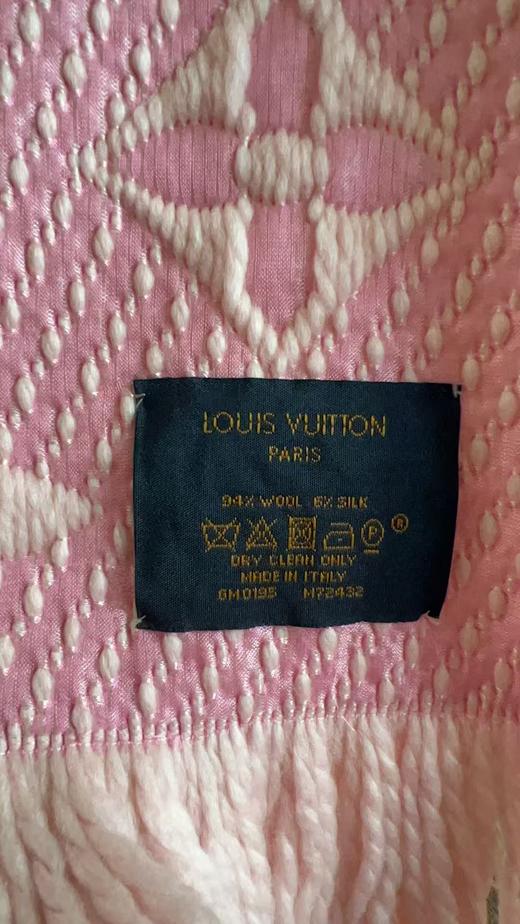 LOUIS VUITTON
PARIS
94% WOOL 6% SILK
P ®
DRY CLEAN ONLY
MADE IN ITALY
GM0195 M72432